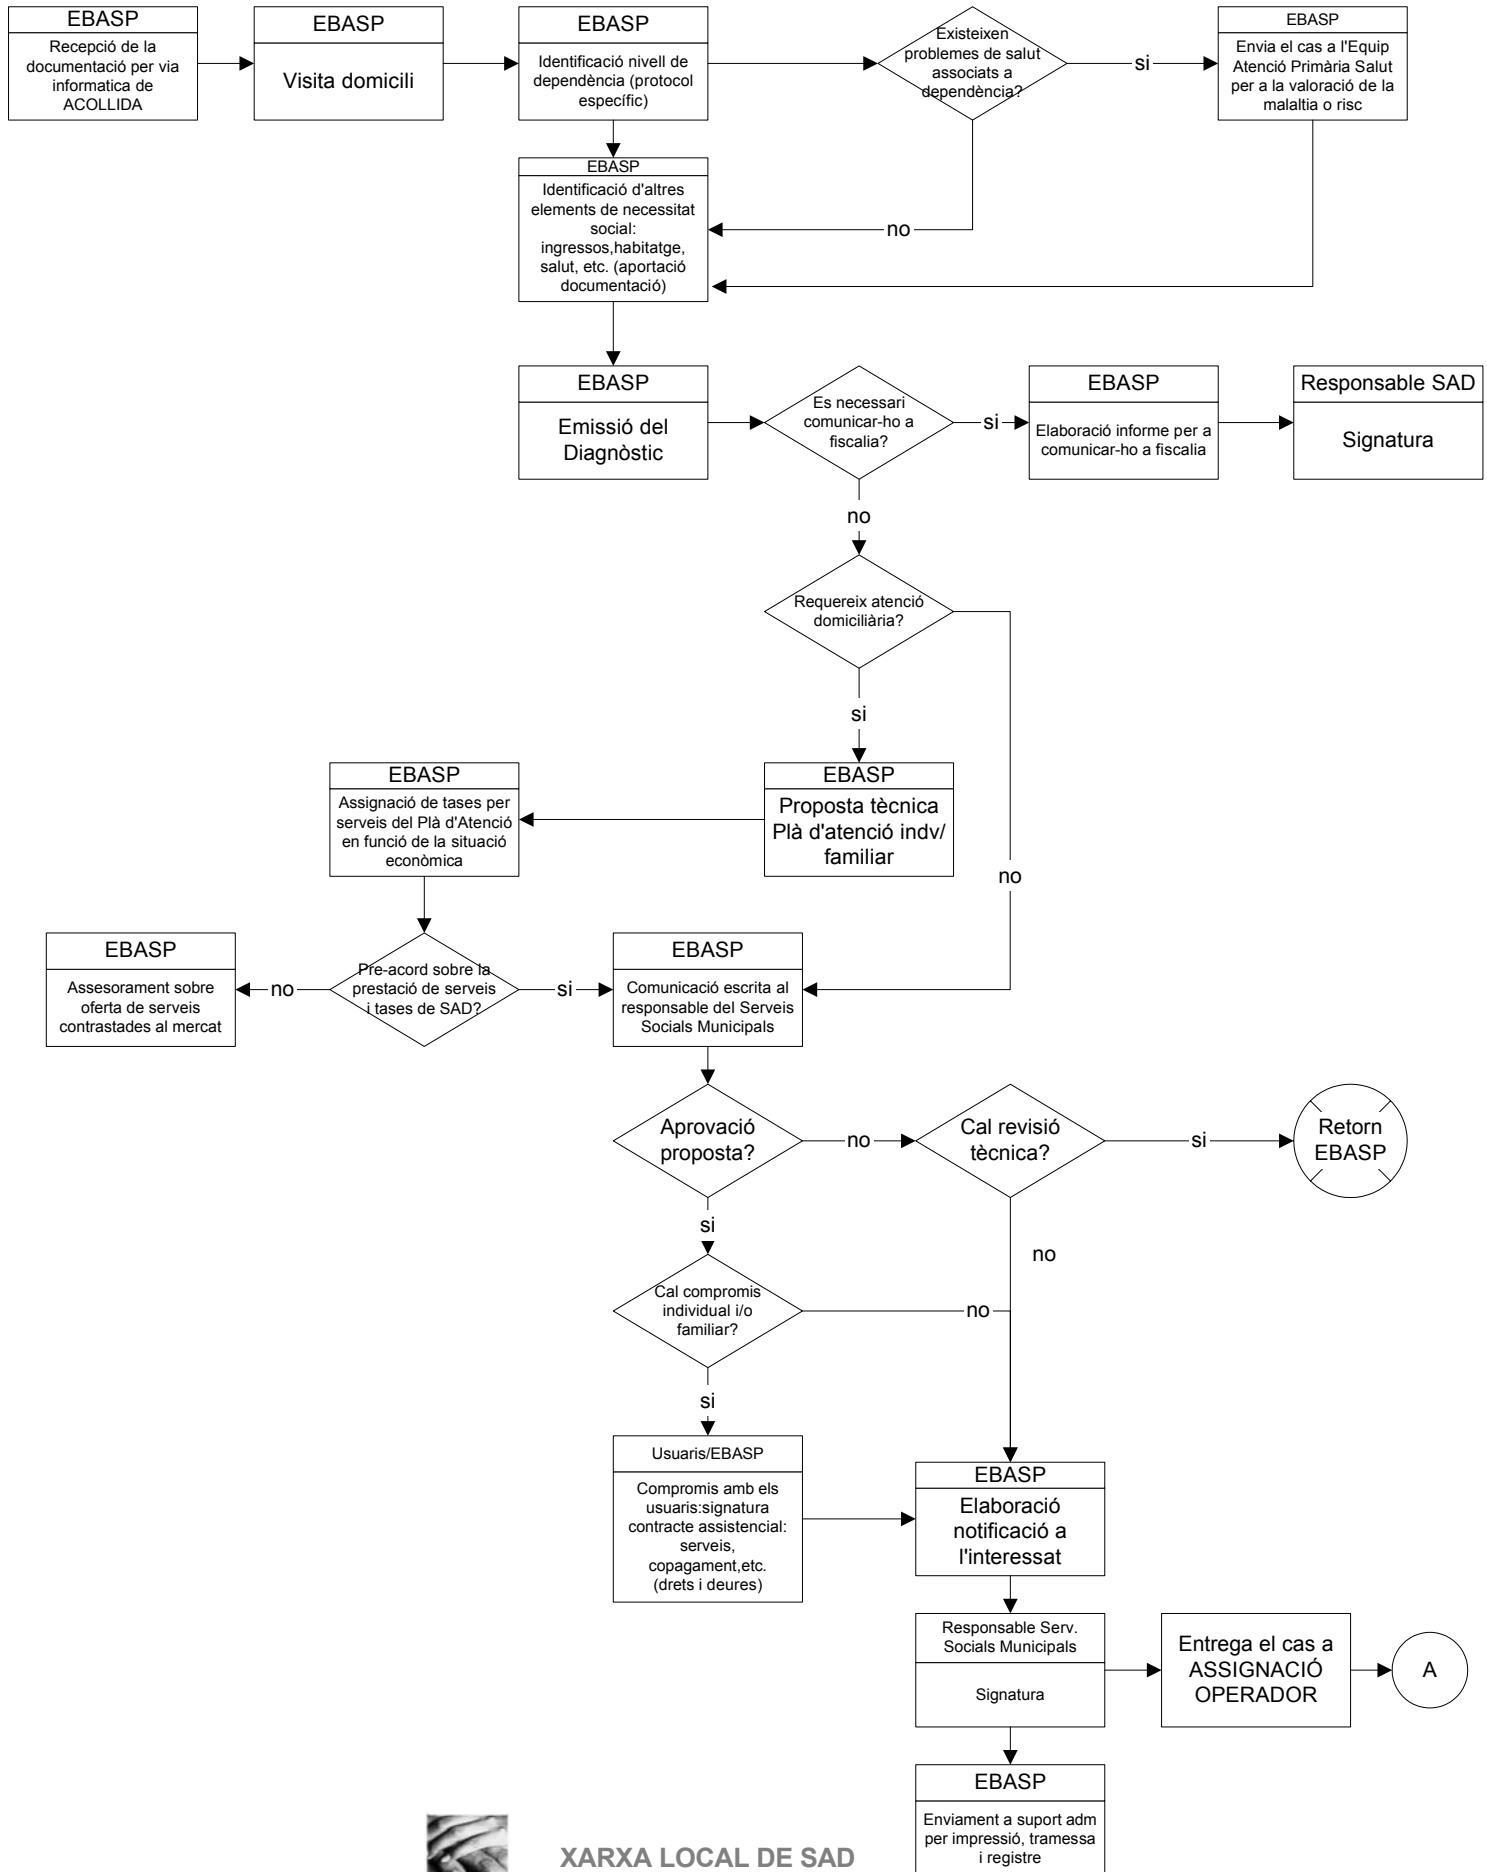 EBASP
Recepció de la
documentació per via
informatica de
ACOLLIDA
EBASP
Visita domicili
EBASP
Identificació nivell de
dependència (protocol
específic)
Existeixen
problemes de salut
associats a
dependència?
si
EBASP
Envia el cas a l'Equip
Atenció Primària Salut
per a la valoració de la
malaltia o risc
EBASP
Identificació d'altres
elements de necessitat
social:
ingressos,habitatge,
salut, etc. (aportació
documentació)
no
EBASP
Emissió del
Diagnòstic
Es necessari
comunicar-ho a
fiscalia?
si
EBASP
Elaboració informe per a
comunicar-ho a fiscalia
Responsable SAD
Signatura
no
Requereix atenció
domiciliària?
si
no
EBASP
Assignació de tases per
serveis del Plà d'Atenció
en funció de la situació
econòmica
EBASP
Proposta tècnica
Plà d'atenció indv/
familiar
EBASP
Assesorament sobre
oferta de serveis
contrastades al mercat
no
Pre-acord sobre la
prestació de serveis
i tases de SAD?
si
EBASP
Comunicació escrita al
responsable del Serveis
Socials Municipals
Aprovació
proposta?
no
Cal revisió
tècnica?
si
Retorn
EBASP
si
no
Cal compromis
individual i/o
familiar?
no
si
Usuaris/EBASP
Compromis amb els
usuaris:signatura
contracte assistencial:
serveis,
copagament,etc.
(drets i deures)
EBASP
Elaboració
notificació a
l'interessat
Responsable Serv.
Socials Municipals
Signatura
Entrega el cas a
ASSIGNACIÓ
OPERADOR
A
EBASP
Enviament a suport adm
per impressió, tramessa
i registre
XARXA LOCAL DE SAD